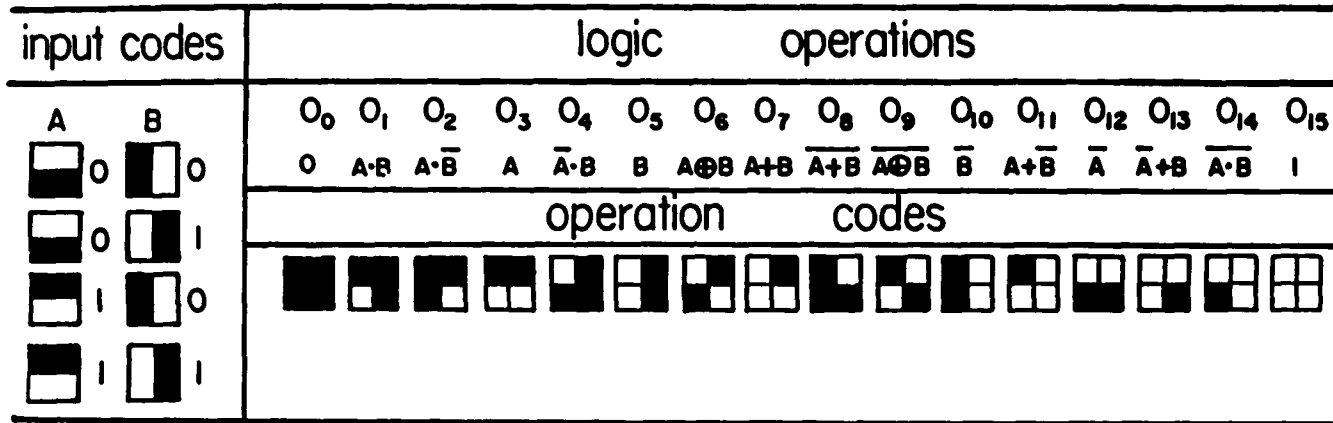 input codes
logic operations
A B
O₀ O₁ O₂ O₃ O₄ O₅ O₆ O₇ O₈ O₉ O₁₀ O₁₁ O₁₂ O₁₃ O₁₄ O₁₅
0 A·B A·B̅ A A̅·B B A⊕B A+B A̅+̅B̅ A̅⊕̅B̅ B̅ A+B̅ A̅ A̅+B A̅·̅B̅ 1
operation codes
0 0
0 1
1 0
1 1